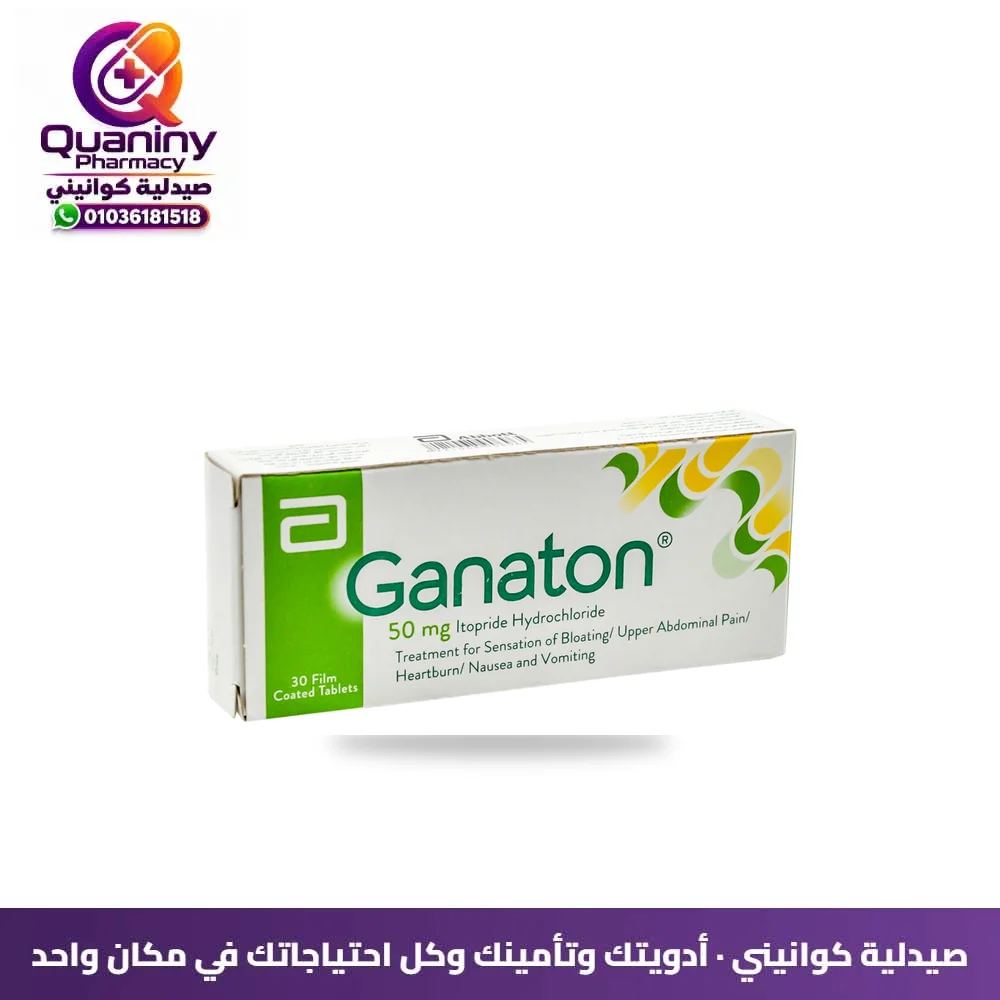 Quaniny
Pharmacy
صيدلية كوانيني
01036181518
Abbott
Ganaton®
50 mg Itopride Hydrochloride
Treatment for Sensation of Bloating/ Upper Abdominal Pain/
Heartburn/ Nausea and Vomiting
30 Film
Coated Tablets
صيدلية كوانيني · أدويتك وتأمينك وكل احتياجاتك في مكان واحد